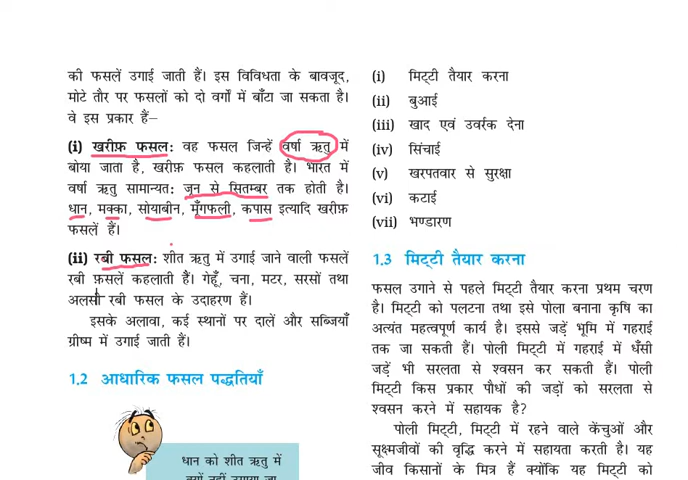 की फसलें उगाई जाती हैं। इस विविधता के बावजूद,
मोटे तौर पर फसलों को दो वर्गों में बाँटा जा सकता है।
वे इस प्रकार हैं–
(i) खरीफ़ फसल: वह फसल जिन्हें वर्षा ऋतु में
बोया जाता है, खरीफ़ फसल कहलाती है। भारत में
वर्षा ऋतु सामान्यत: जून से सितम्बर तक होती है।
धान, मक्का, सोयाबीन, मूँगफली, कपास इत्यादि खरीफ़
फसलें हैं।
(ii) रबी फसल: शीत ऋतु में उगाई जाने वाली फसलें
रबी फ़सलें कहलाती हैं। गेहूँ, चना, मटर, सरसों तथा
अलसी रबी फसल के उदाहरण हैं।
इसके अलावा, कई स्थानों पर दालें और सब्जियाँ
ग्रीष्म में उगाई जाती हैं।
1.2 आधारिक फसल पद्धतियाँ
धान को शीत ऋतु में
क्यों नहीं उगाया जा
(i) मिट्टी तैयार करना
(ii) बुआई
(iii) खाद एवं उवर्रक देना
(iv) सिंचाई
(v) खरपतवार से सुरक्षा
(vi) कटाई
(vii) भण्डारण
1.3 मिट्टी तैयार करना
फसल उगाने से पहले मिट्टी तैयार करना प्रथम चरण
है। मिट्टी को पलटना तथा इसे पोला बनाना कृषि का
अत्यंत महत्वपूर्ण कार्य है। इससे जड़ें भूमि में गहराई
तक जा सकती हैं। पोली मिट्टी में गहराई में धँसी
जड़ें भी सरलता से श्वसन कर सकती हैं। पोली
मिट्टी किस प्रकार पौधों की जड़ों को सरलता से
श्वसन करने में सहायक है?
पोली मिट्टी, मिट्टी में रहने वाले केंचुओं और
सूक्ष्मजीवों की वृद्धि करने में सहायता करती है। यह
जीव किसानों के मित्र हैं क्योंकि यह मिट्टी को